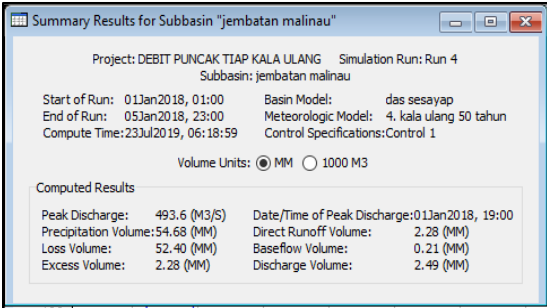 Summary Results for Subbasin "jembatan malinau"
Project: DEBIT PUNCAK TIAP KALA ULANG Simulation Run: Run 4
Subbasin: jembatan malinau
Start of Run: 01Jan2018, 01:00 Basin Model: das sesayap
End of Run: 05Jan2018, 23:00 Meteorologic Model: 4. kala ulang 50 tahun
Compute Time:23Jul2019, 06:18:59 Control Specifications:Control 1
Volume Units: MM 1000 M3
Computed Results
Peak Discharge: 493.6 (M3/S) Date/Time of Peak Discharge:01Jan2018, 19:00
Precipitation Volume:54.68 (MM) Direct Runoff Volume: 2.28 (MM)
Loss Volume: 52.40 (MM) Baseflow Volume: 0.21 (MM)
Excess Volume: 2.28 (MM) Discharge Volume: 2.49 (MM)